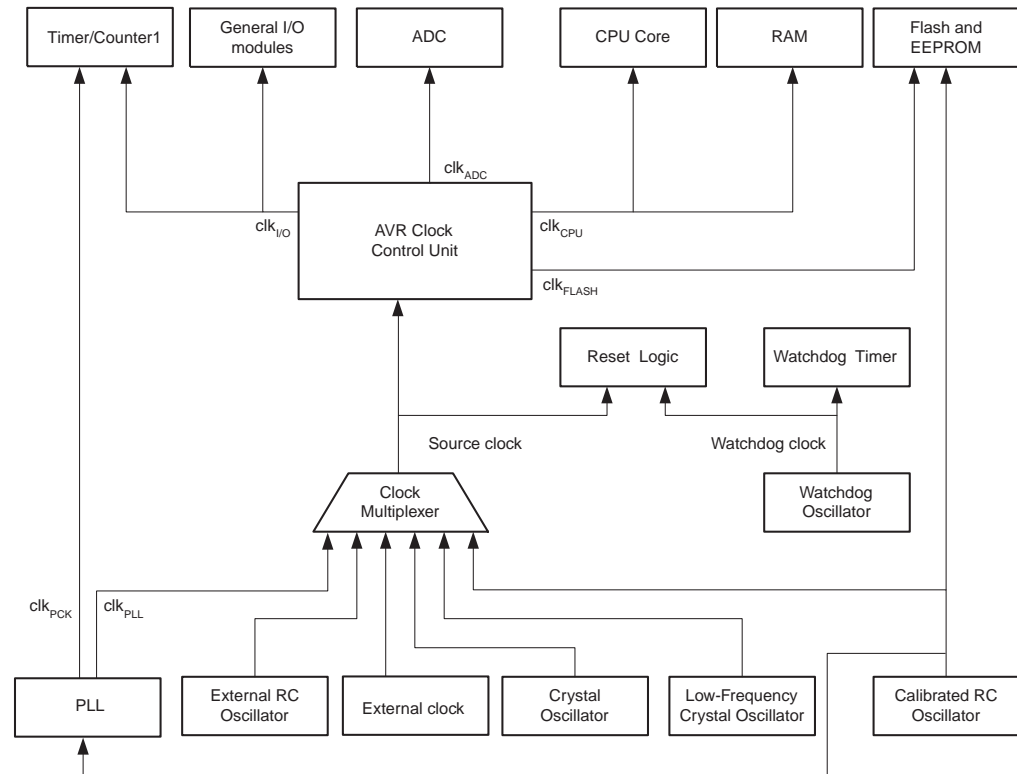 Timer/Counter1
General I/O
modules
ADC
CPU Core
RAM
Flash and
EEPROM
clkADC
clkI/O
AVR Clock
Control Unit
clkCPU
clkFLASH
Reset Logic
Watchdog Timer
Source clock
Watchdog clock
Clock
Multiplexer
Watchdog
Oscillator
clkPCK
clkPLL
PLL
External RC
Oscillator
External clock
Crystal
Oscillator
Low-Frequency
Crystal Oscillator
Calibrated RC
Oscillator